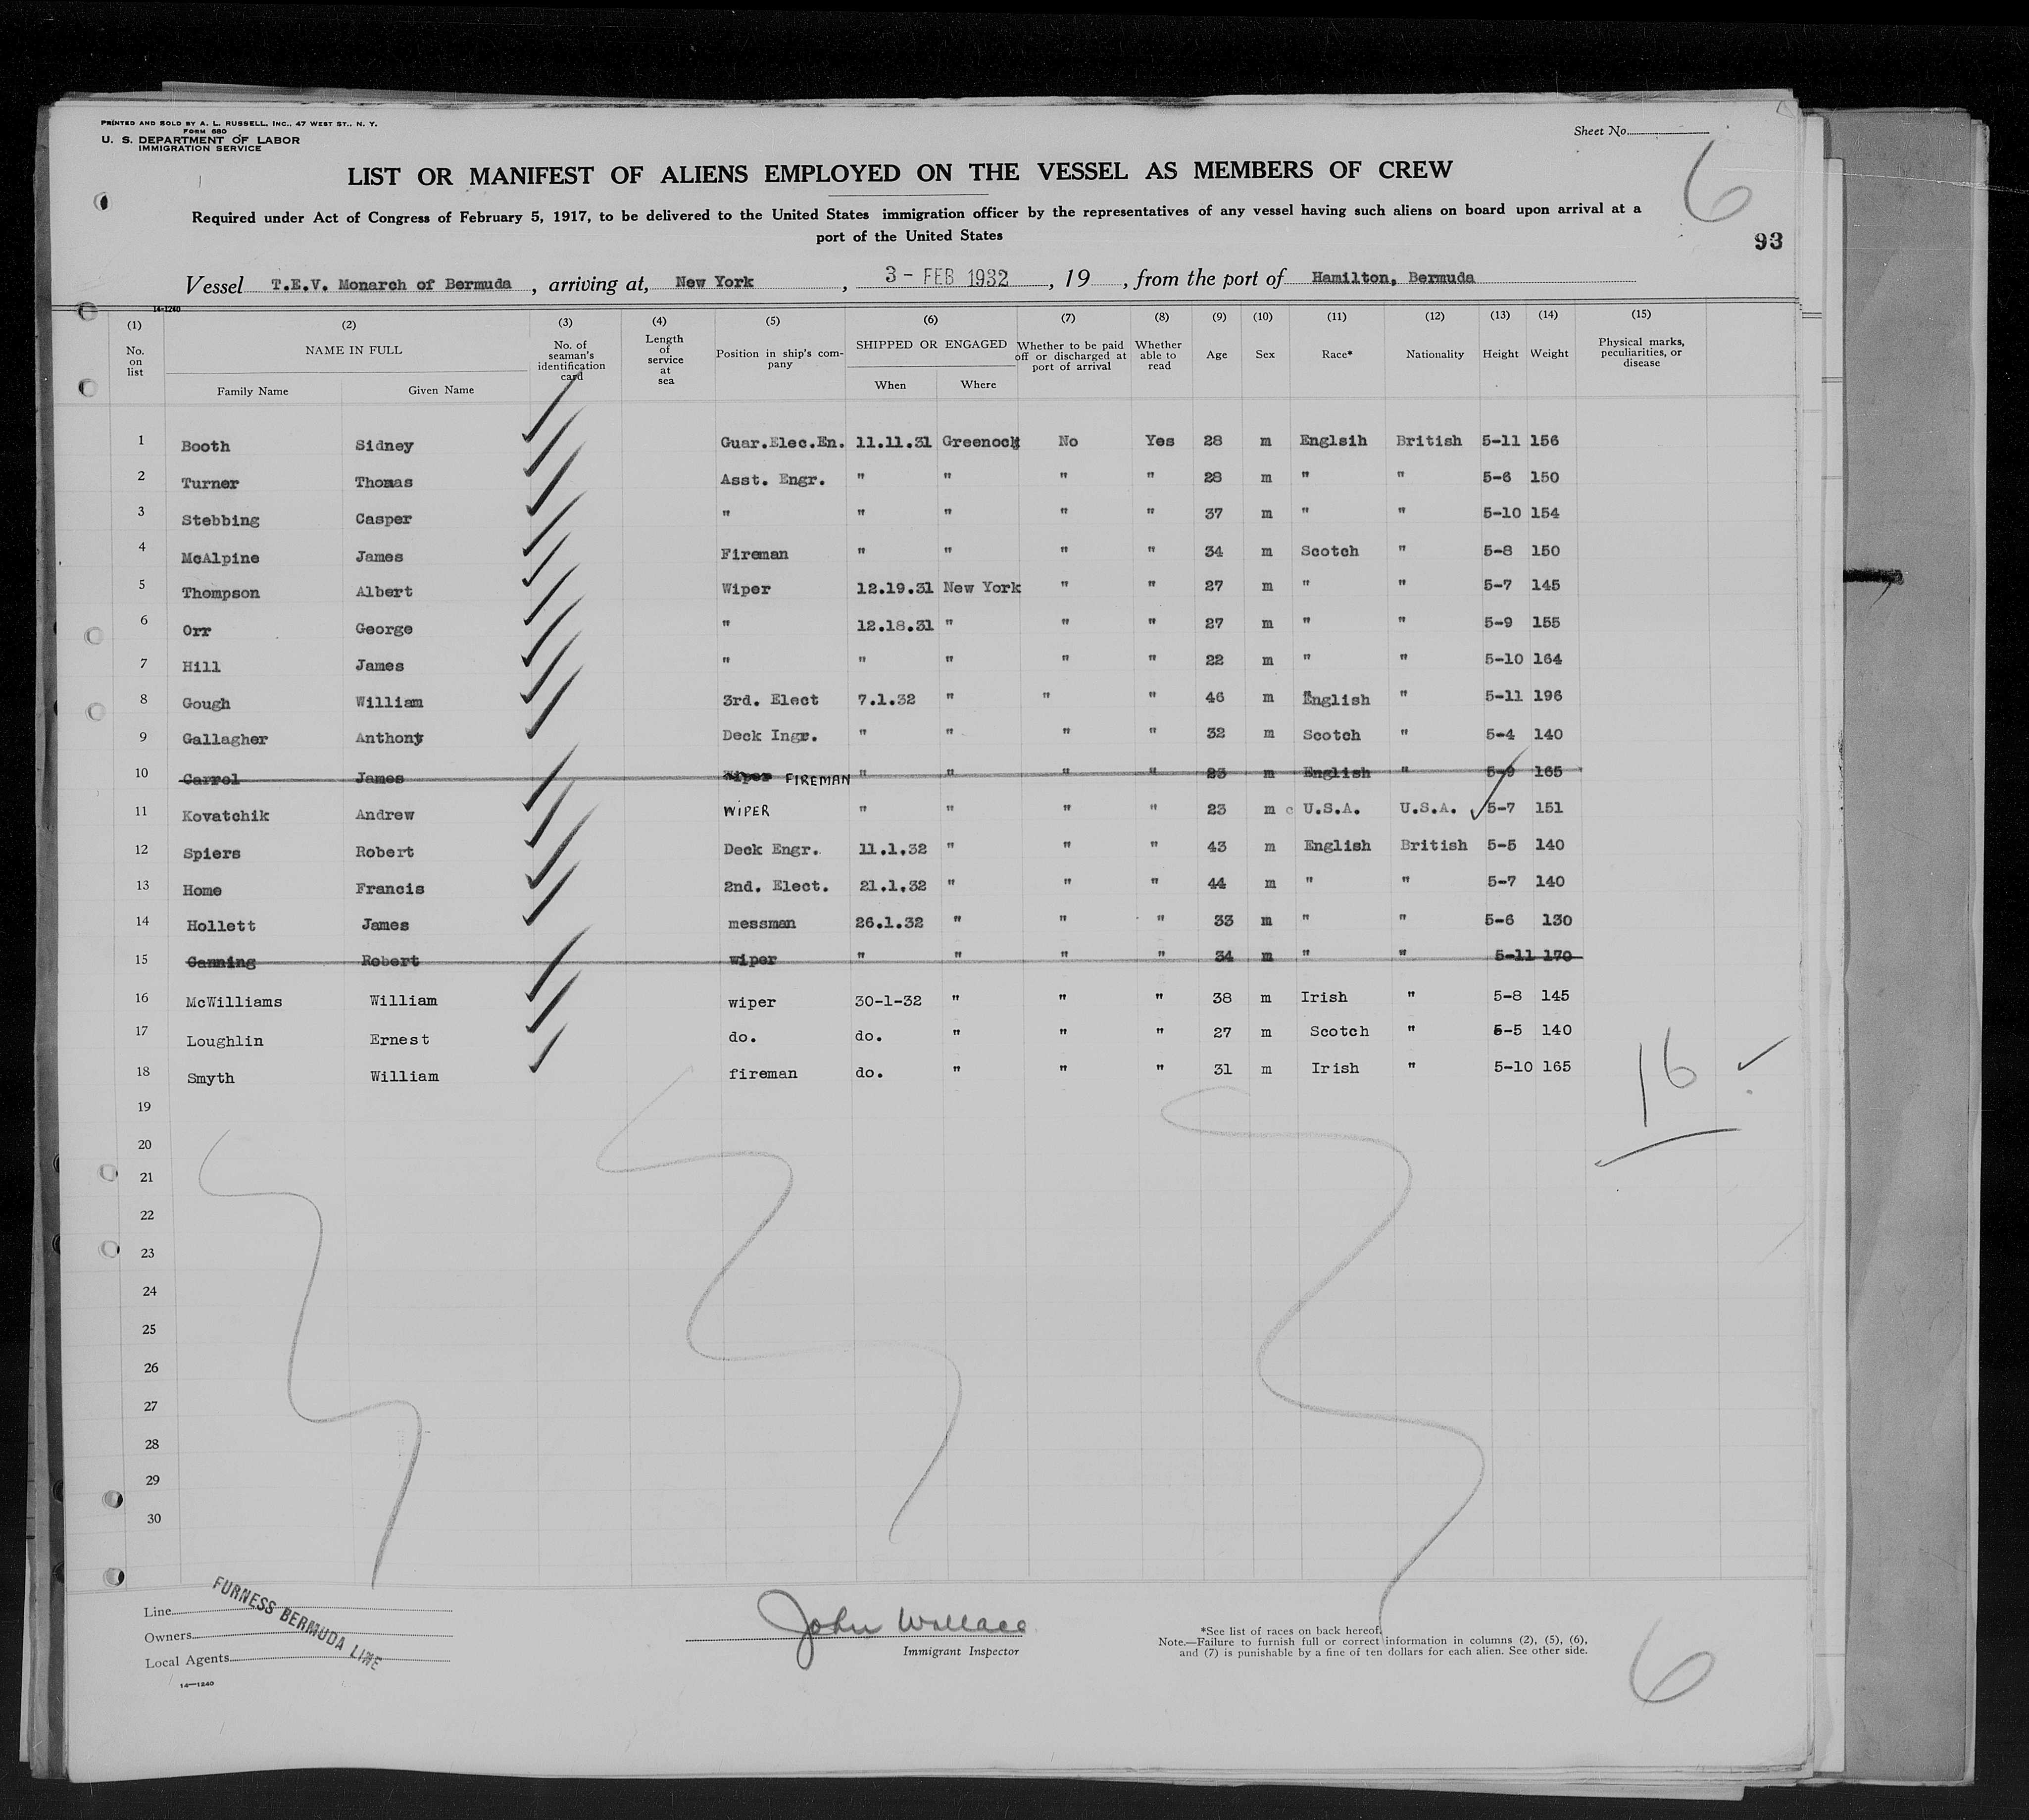 PRINTED AND SOLD BY A. L. RUSSELL, INC., 47 WEST ST., N. Y.
FORM 680
U. S. DEPARTMENT OF LABOR
IMMIGRATION SERVICE
Sheet No.
6
LIST OR MANIFEST OF ALIENS EMPLOYED ON THE VESSEL AS MEMBERS OF CREW
Required under Act of Congress of February 5, 1917, to be delivered to the United States immigration officer by the representatives of any vessel having such aliens on board upon arrival at a
port of the United States
93
Vessel T.E.V. Monarch of Bermuda, arriving at, New York, 3 - FEB 1932, 19, from the port of Hamilton, Bermuda
14-1240
(1) (2) (3) (4) (5) (6) (7) (8) (9) (10) (11) (12) (13) (14) (15)
No. on list NAME IN FULL No. of seaman's identification card Length of service at sea Position in ship's company SHIPPED OR ENGAGED Whether to be paid off or discharged at port of arrival Whether able to read Age Sex Race* Nationality Height Weight Physical marks, peculiarities, or disease
Family Name Given Name When Where
1 Booth Sidney Guar.Elec.En. 11.11.31 Greenock No Yes 28 m Englsih British 5-11 156
2 Turner Thomas Asst. Engr. " " " " 28 m " " 5-6 150
3 Stebbing Casper " " " " " 37 m " " 5-10 154
4 McAlpine James Fireman " " " " 34 m Scotch " 5-8 150
5 Thompson Albert Wiper 12.19.31 New York " " 27 m " " 5-7 145
6 Orr George " 12.18.31 " " " 27 m " " 5-9 155
7 Hill James " " " " " 22 m " " 5-10 164
8 Gough William 3rd. Elect 7.1.32 " " " 46 m English " 5-11 196
9 Gallagher Anthony Deck Ingr. " " " " 32 m Scotch " 5-4 140
10 Carrol James Wiper FIREMAN " " " " 23 m English " 5-9 165
11 Kovatchik Andrew WIPER " " " " 23 m c U.S.A. U.S.A. 5-7 151
12 Spiers Robert Deck Engr. 11.1.32 " " " 43 m English British 5-5 140
13 Home Francis 2nd. Elect. 21.1.32 " " " 44 m " " 5-7 140
14 Hollett James messman 26.1.32 " " " 33 m " " 5-6 130
15 Canning Robert wiper " " " " 34 m " " 5-11 170
16 McWilliams William wiper 30-1-32 " " " 38 m Irish " 5-8 145
17 Loughlin Ernest do. do. " " " 27 m Scotch " 5-5 140
18 Smyth William fireman do. " " " 31 m Irish " 5-10 165
16
19
20
21
22
23
24
25
26
27
28
29
30
Line
Owners
Local Agents
FURNESS BERMUDA LINE
14—1240
John Wallace
Immigrant Inspector
*See list of races on back hereof.
Note.—Failure to furnish full or correct information in columns (2), (5), (6),
and (7) is punishable by a fine of ten dollars for each alien. See other side.
6